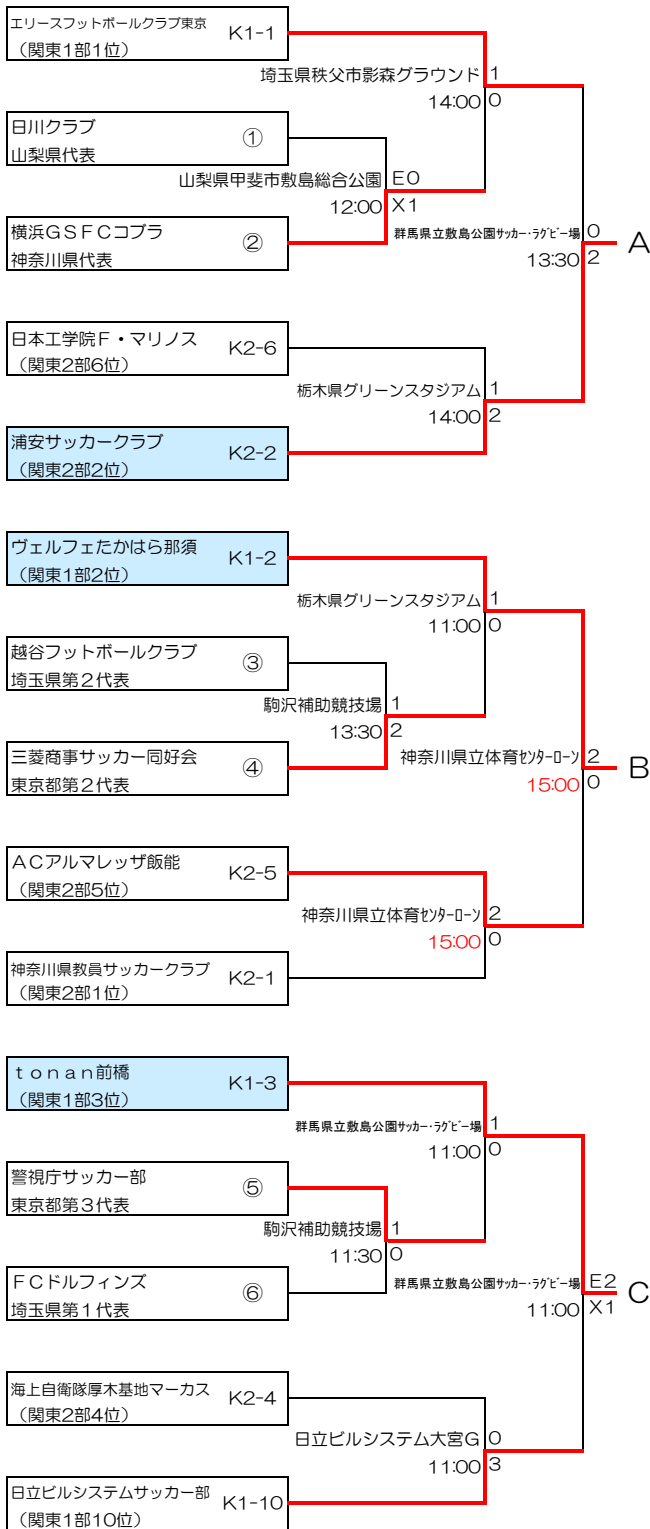 エリースフットボールクラブ東京
（関東1部1位）
K1-1
埼玉県秩父市影森グラウンド 1
14:00 0
日川クラブ
山梨県代表
①
山梨県甲斐市敷島総合公園 E0
12:00 X1
横浜ＧＳＦＣコブラ
神奈川県代表
②
群馬県立敷島公園サッカー・ラグビー場 0
13:30 2
A
日本工学院Ｆ・マリノス
（関東2部6位）
K2-6
栃木県グリーンスタジアム 1
14:00 2
浦安サッカークラブ
（関東2部2位）
K2-2
ヴェルフェたかはら那須
（関東1部2位）
K1-2
栃木県グリーンスタジアム 1
11:00 0
越谷フットボールクラブ
埼玉県第２代表
③
駒沢補助競技場 1
13:30 2
三菱商事サッカー同好会
東京都第２代表
④
神奈川県立体育センターローン 2
15:00 0
B
ＡＣアルマレッザ飯能
（関東2部5位）
K2-5
神奈川県立体育センターローン 2
15:00 0
神奈川県教員サッカークラブ
（関東2部1位）
K2-1
ｔｏｎａｎ前橋
（関東1部3位）
K1-3
群馬県立敷島公園サッカー・ラグビー場 1
11:00 0
警視庁サッカー部
東京都第３代表
⑤
駒沢補助競技場 1
11:30 0
ＦＣドルフィンズ
埼玉県第１代表
⑥
群馬県立敷島公園サッカー・ラグビー場 E2
11:00 X1
C
海上自衛隊厚木基地マーカス
（関東2部4位）
K2-4
日立ビルシステム大宮Ｇ 0
11:00 3
日立ビルシステムサッカー部
（関東1部10位）
K1-10